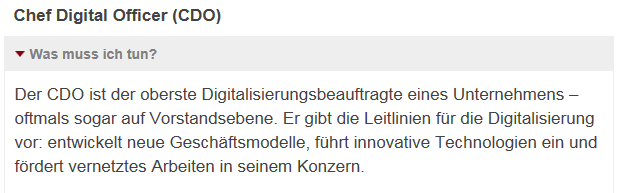 Chef Digital Officer (CDO)
Was muss ich tun?
Der CDO ist der oberste Digitalisierungsbeauftragte eines Unternehmens –
oftmals sogar auf Vorstandsebene. Er gibt die Leitlinien für die Digitalisierung
vor: entwickelt neue Geschäftsmodelle, führt innovative Technologien ein und
fördert vernetztes Arbeiten in seinem Konzern.